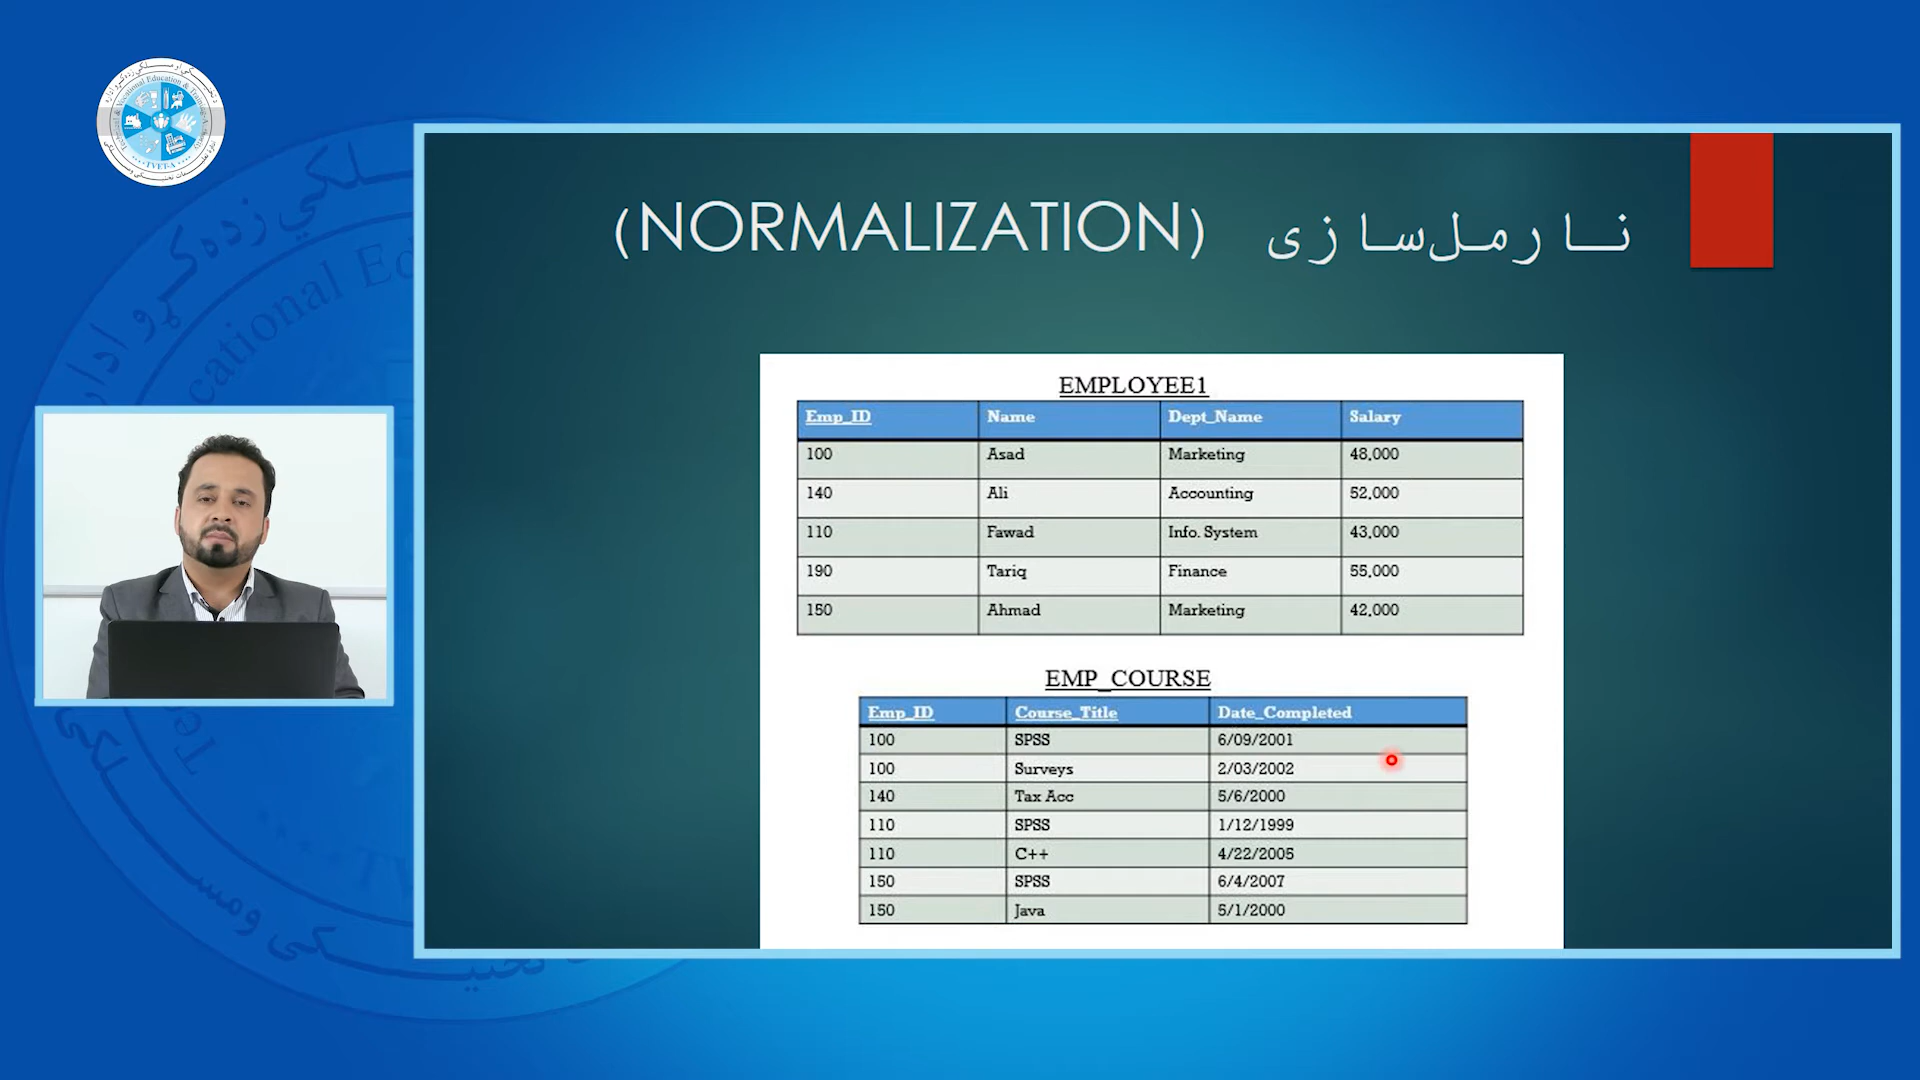 نارمل‌سازی (NORMALIZATION)
EMPLOYEE1
Emp_ID Name Dept_Name Salary
100 Asad Marketing 48,000
140 Ali Accounting 52,000
110 Fawad Info. System 43,000
190 Tariq Finance 55,000
150 Ahmad Marketing 42,000
EMP_COURSE
Emp_ID Course_Title Date_Completed
100 SPSS 6/09/2001
100 Surveys 2/03/2002
140 Tax Acc 5/6/2000
110 SPSS 1/12/1999
110 C++ 4/22/2005
150 SPSS 6/4/2007
150 Java 5/1/2000
TVET-A